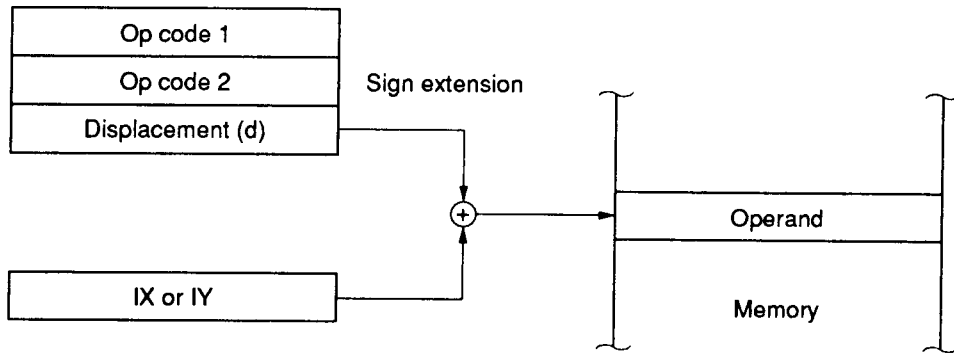 Op code 1
Op code 2
Sign extension
Displacement (d)
+
Operand
IX or IY
Memory